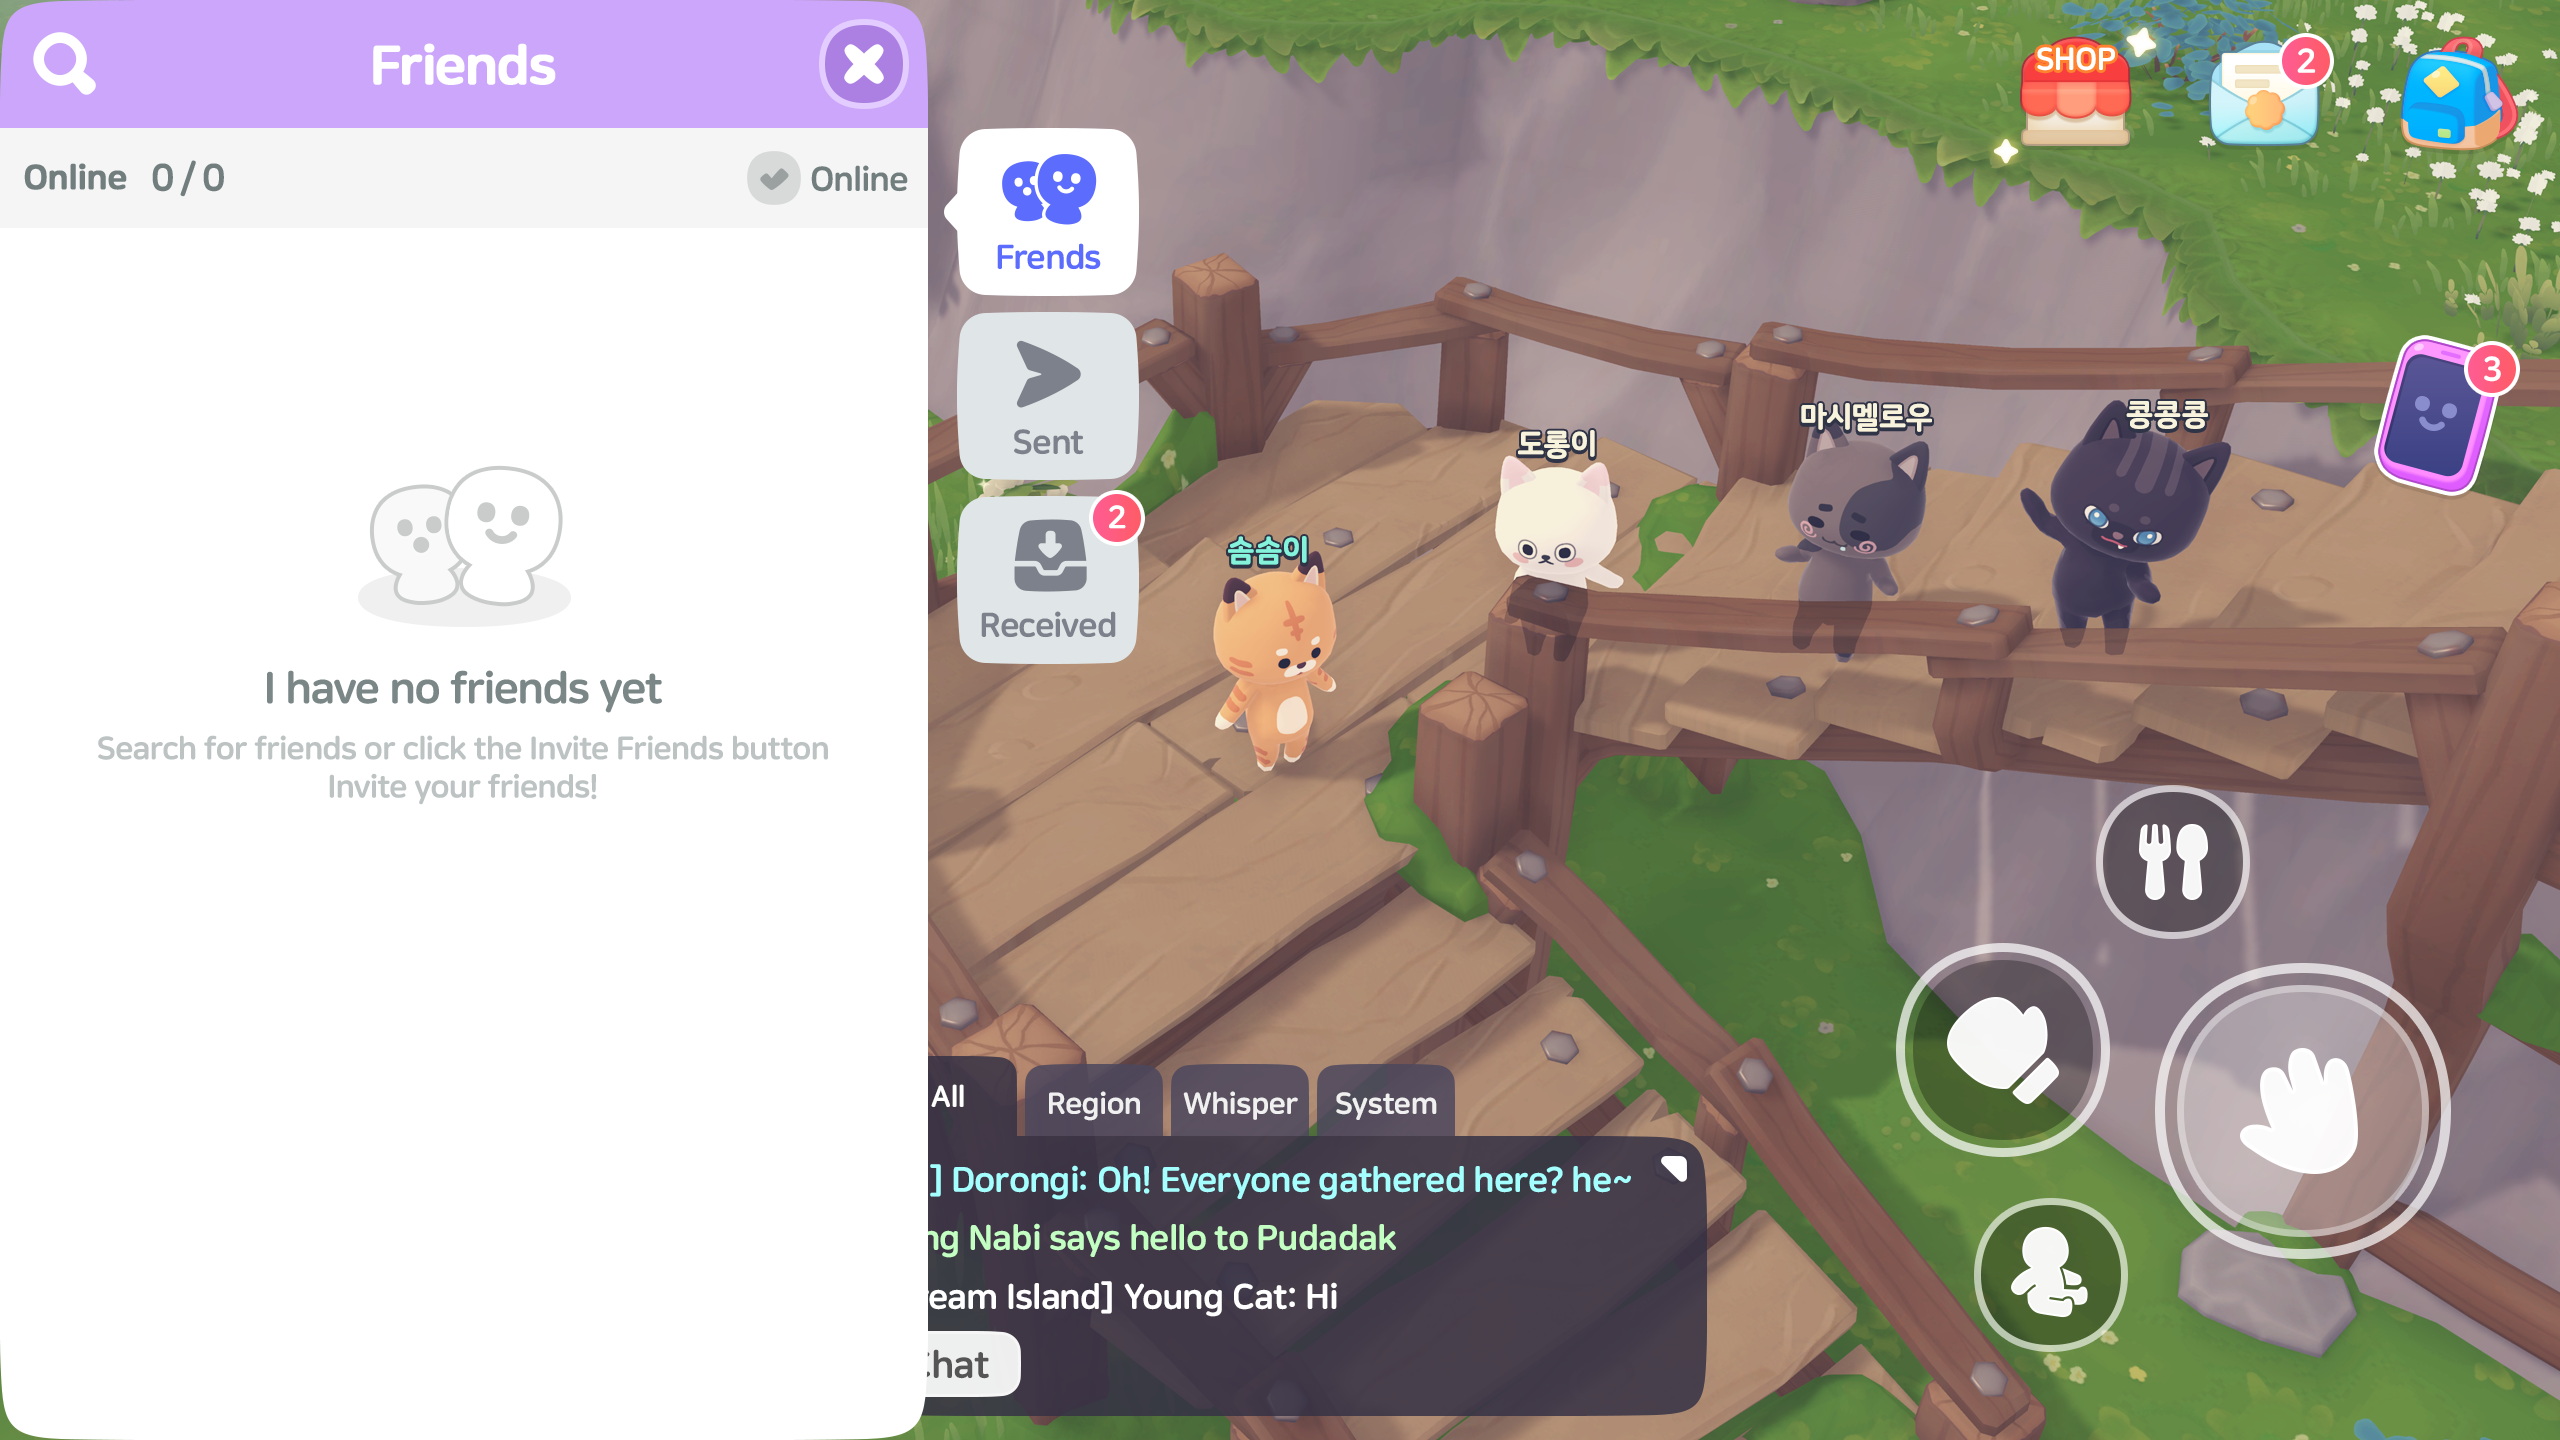 Friends
Online 0 / 0
Online
I have no friends yet
Search for friends or click the Invite Friends button
Invite your friends!
Frends
Sent
2
Received
SHOP
2
3
솜솜이
도롱이
마시멜로우
콩콩콩
All
Region
Whisper
System
] Dorongi: Oh! Everyone gathered here? he~
ng Nabi says hello to Pudadak
ream Island] Young Cat: Hi
Chat